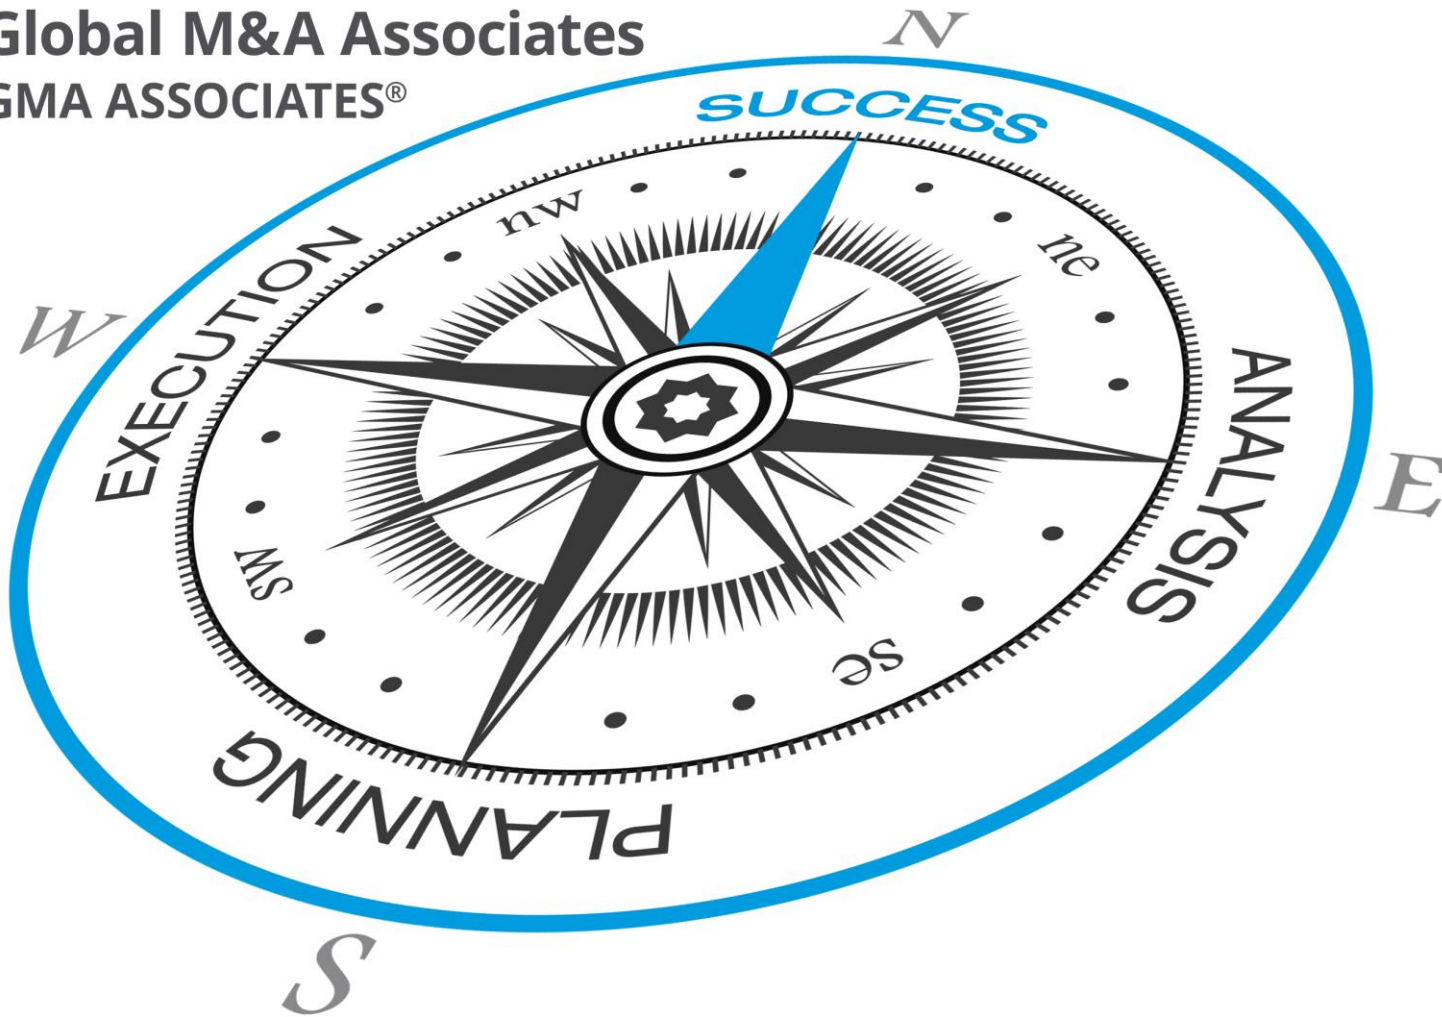 Global M&A Associates
GMA ASSOCIATES®
N
SUCCESS
nw
ne
W
EXECUTION
ANALYSIS
E
sw
se
PLANNING
S